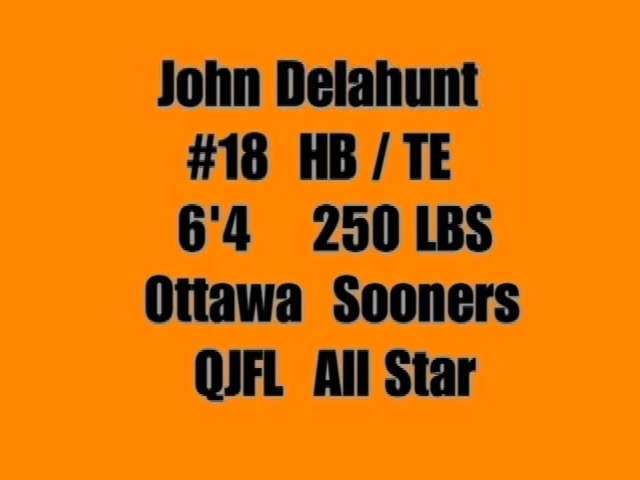 John Delahunt
#18 HB / TE
6'4 250 LBS
Ottawa Sooners
QJFL All Star